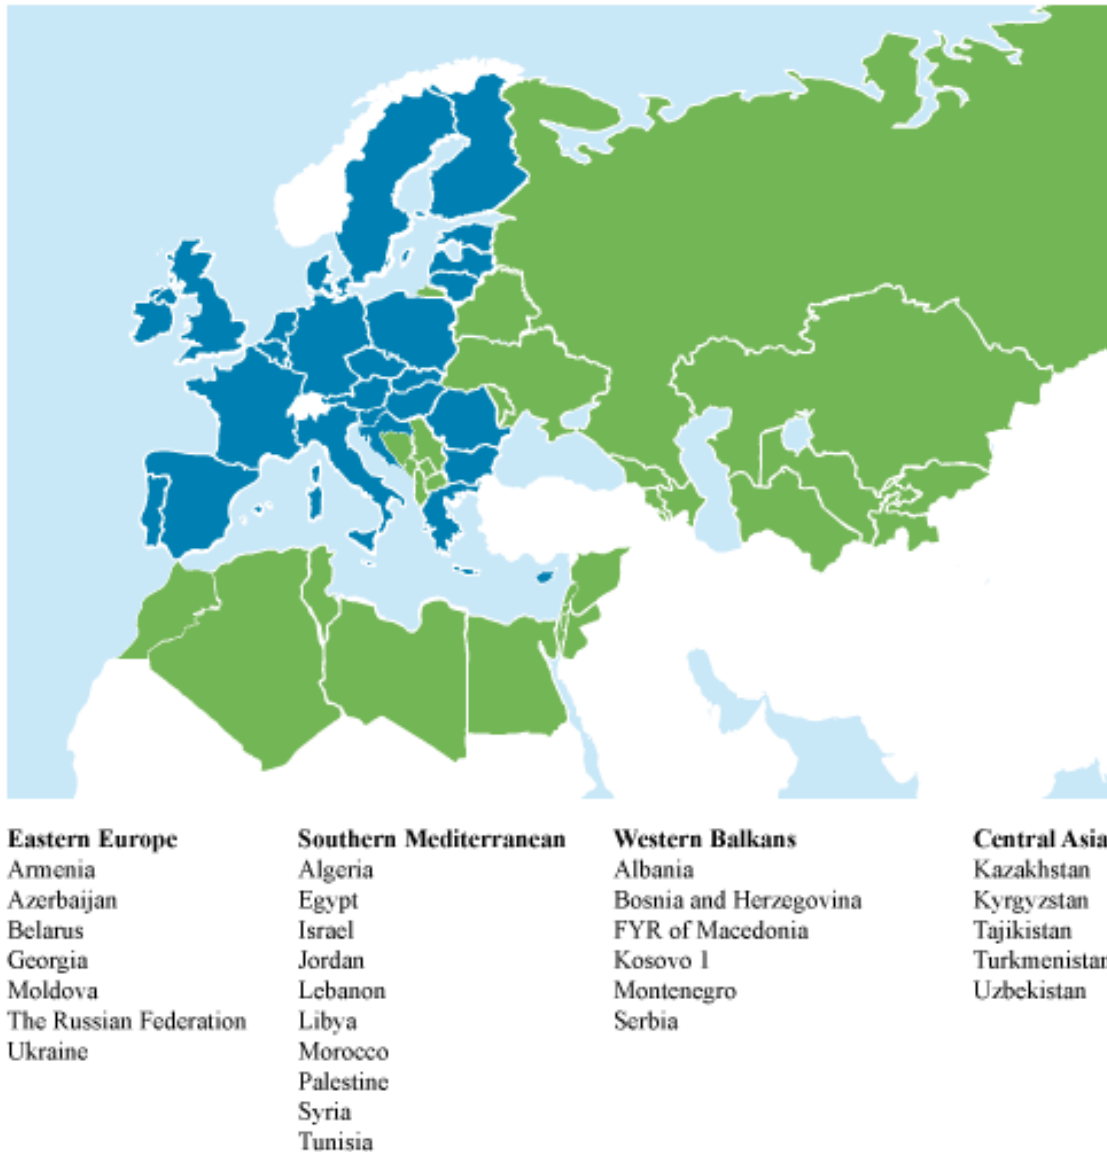 Eastern Europe
Armenia
Azerbaijan
Belarus
Georgia
Moldova
The Russian Federation
Ukraine
Southern Mediterranean
Algeria
Egypt
Israel
Jordan
Lebanon
Libya
Morocco
Palestine
Syria
Tunisia
Western Balkans
Albania
Bosnia and Herzegovina
FYR of Macedonia
Kosovo 1
Montenegro
Serbia
Central Asia
Kazakhstan
Kyrgyzstan
Tajikistan
Turkmenistan
Uzbekistan